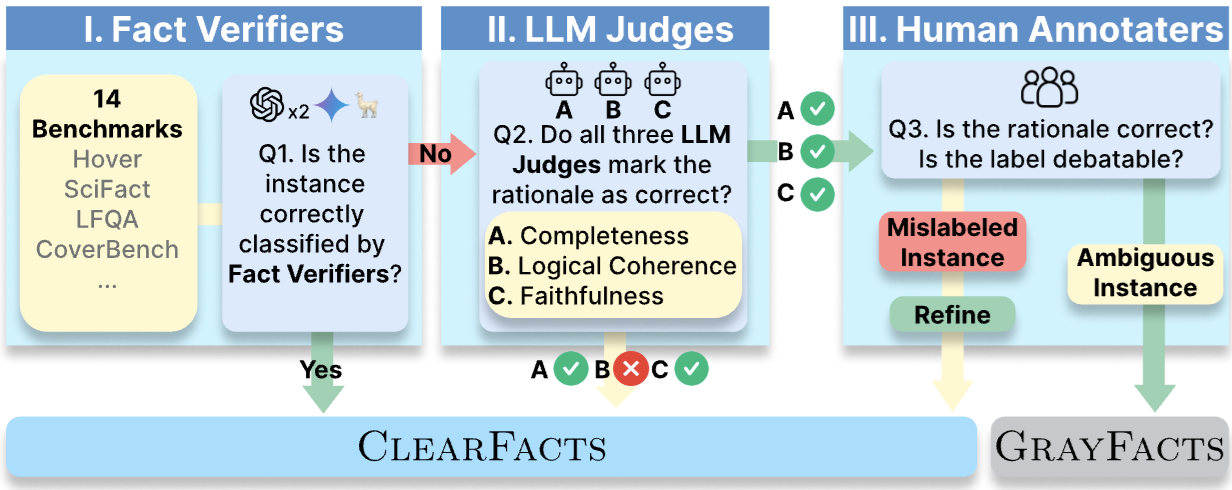 I. Fact Verifiers
14
Benchmarks
Hover
SciFact
LFQA
CoverBench
...
x2
Q1. Is the
instance
correctly
classified by
Fact Verifiers?
No
Yes
II. LLM Judges
A B C
Q2. Do all three LLM
Judges mark the
rationale as correct?
A. Completeness
B. Logical Coherence
C. Faithfulness
A B C
A
B
C
III. Human Annotaters
Q3. Is the rationale correct?
Is the label debatable?
Mislabeled
Instance
Refine
Ambiguous
Instance
CLEARFACTS
GRAYFACTS